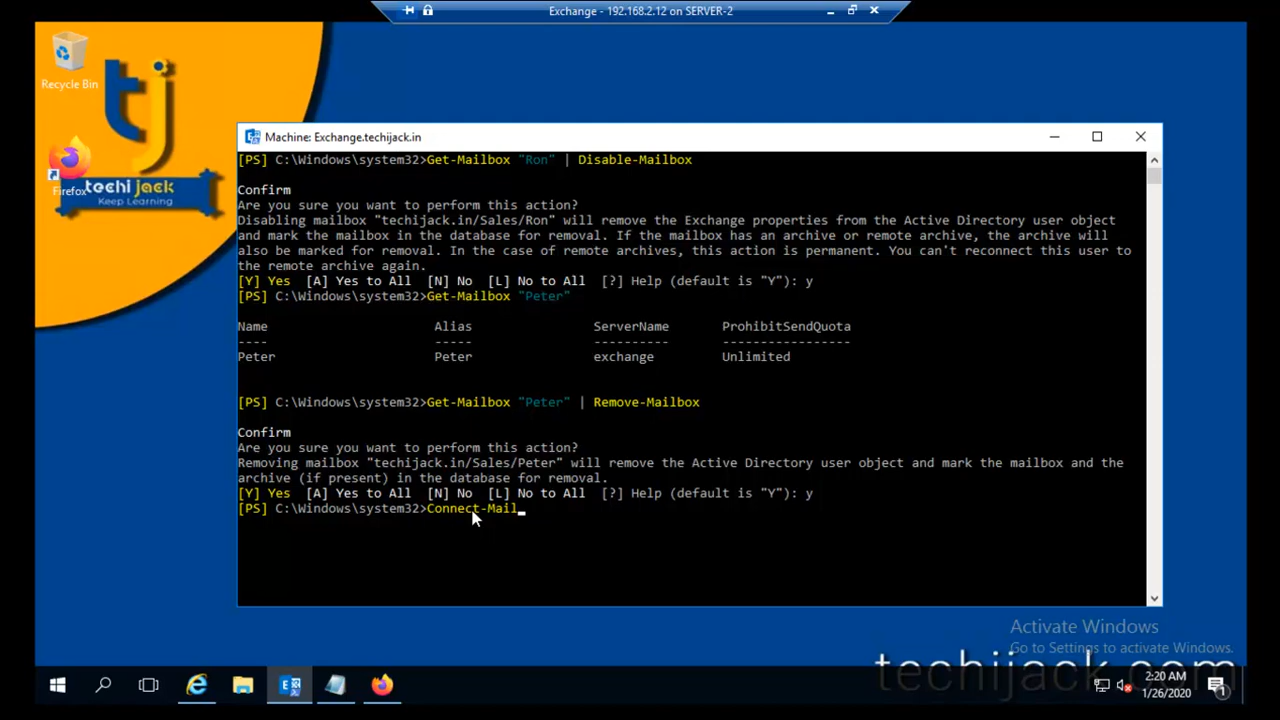 Exchange - 192.168.2.12 on SERVER-2
Recycle Bin
Firefox
tj
techi jack
Keep Learning
Machine: Exchange.techijack.in
[PS] C:\Windows\system32>Get-Mailbox "Ron" | Disable-Mailbox
Confirm
Are you sure you want to perform this action?
Disabling mailbox "techijack.in/Sales/Ron" will remove the Exchange properties from the Active Directory user object
and mark the mailbox in the database for removal. If the mailbox has an archive or remote archive, the archive will
also be marked for removal. In the case of remote archives, this action is permanent. You can't reconnect this user to
the remote archive again.
[Y] Yes [A] Yes to All [N] No [L] No to All [?] Help (default is "Y"): y
[PS] C:\Windows\system32>Get-Mailbox "Peter"
Name Alias ServerName ProhibitSendQuota
---- ----- ---------- -----------------
Peter Peter exchange Unlimited
[PS] C:\Windows\system32>Get-Mailbox "Peter" | Remove-Mailbox
Confirm
Are you sure you want to perform this action?
Removing mailbox "techijack.in/Sales/Peter" will remove the Active Directory user object and mark the mailbox and the
archive (if present) in the database for removal.
[Y] Yes [A] Yes to All [N] No [L] No to All [?] Help (default is "Y"): y
[PS] C:\Windows\system32>Connect-Mail_
Activate Windows
Go to Settings to activate Windows.
techijack.com
2:20 AM
1/26/2020
1